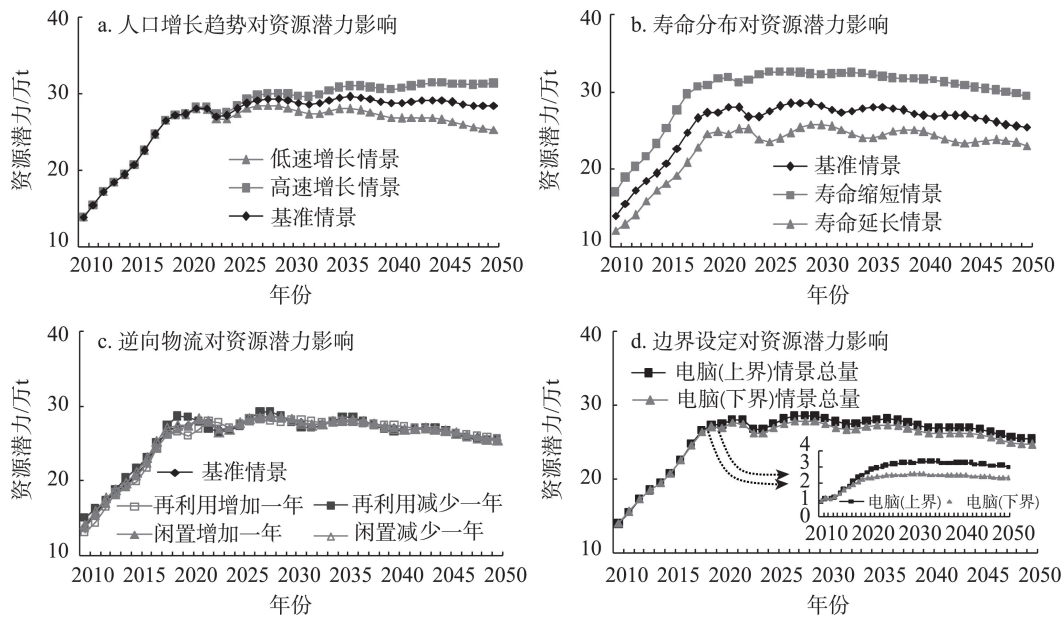 a. 人口增长趋势对资源潜力影响
资源潜力/万t
40
30
20
10
低速增长情景
高速增长情景
基准情景
2010 2015 2020 2025 2030 2035 2040 2045 2050
年份
b. 寿命分布对资源潜力影响
资源潜力/万t
40
30
20
10
基准情景
寿命缩短情景
寿命延长情景
2010 2015 2020 2025 2030 2035 2040 2045 2050
年份
c. 逆向物流对资源潜力影响
资源潜力/万t
40
30
20
10
基准情景
再利用增加一年 再利用减少一年
闲置增加一年 闲置减少一年
2010 2015 2020 2025 2030 2035 2040 2045 2050
年份
d. 边界设定对资源潜力影响
资源潜力/万t
40
30
20
10
电脑(上界)情景总量
电脑(下界)情景总量
4
3
2
1
0
电脑(上界) 电脑(下界)
2010 2020 2030 2040 2050
2010 2015 2020 2025 2030 2035 2040 2045 2050
年份